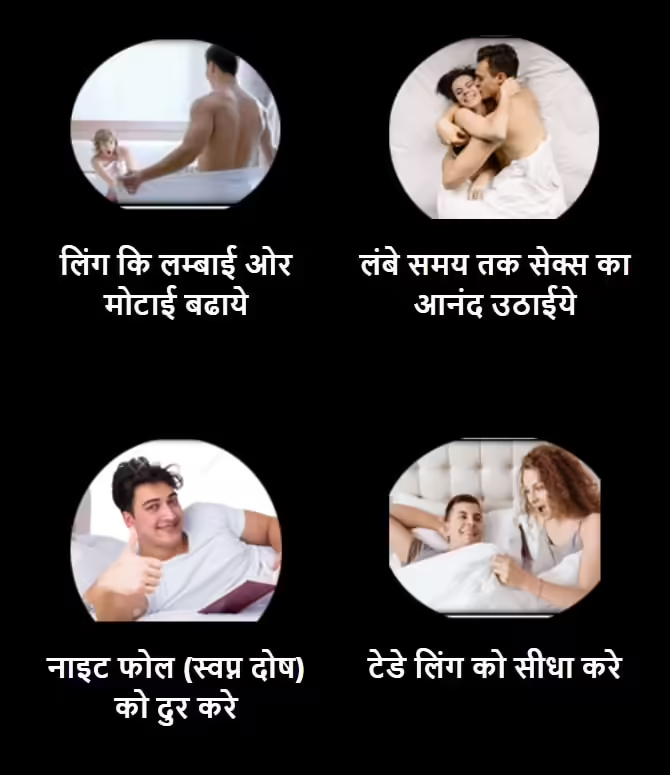 लिंग कि लम्बाई ओर
मोटाई बढाये
लंबे समय तक सेक्स का
आनंद उठाईये
नाइट फोल (स्वप्न दोष)
को दुर करे
टेडे लिंग को सीधा करे